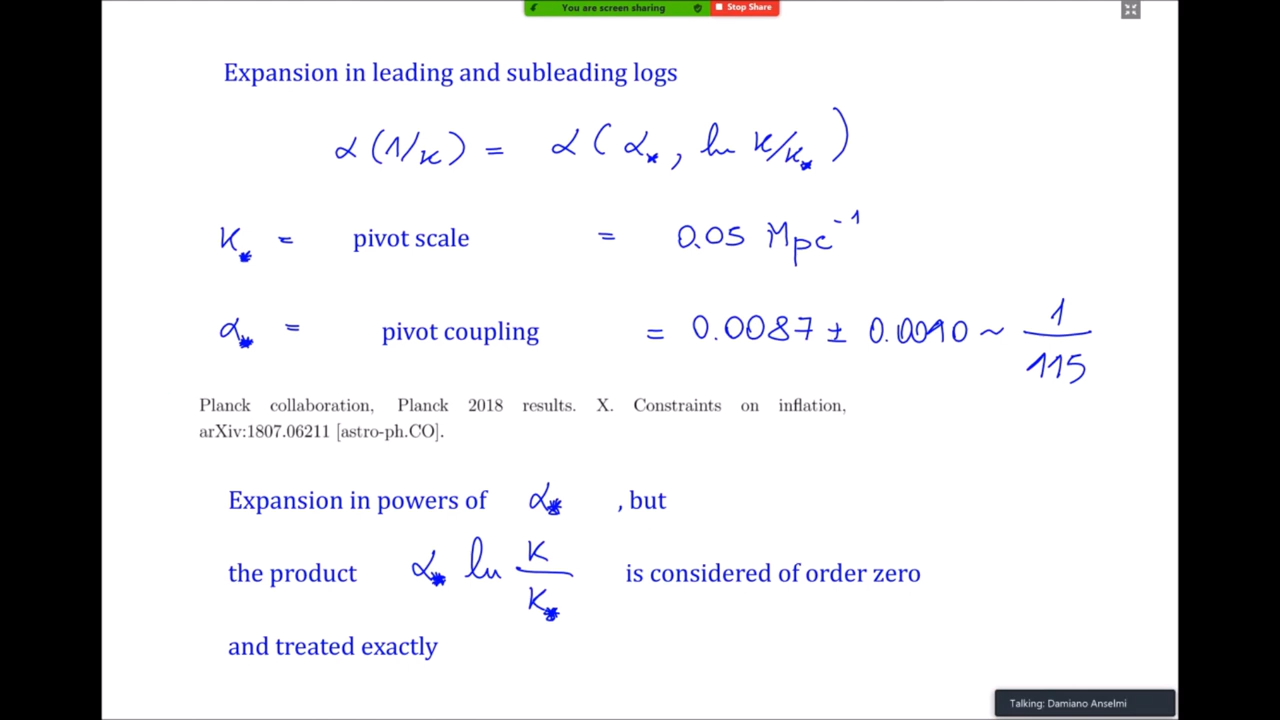 You are screen sharing Stop Share
Expansion in leading and subleading logs
α(1/k) = α(α*, ln k/k*)
k* = pivot scale = 0.05 Mpc⁻¹
α* = pivot coupling = 0.0087 ± 0.0010 ~ 1/115
Planck collaboration, Planck 2018 results. X. Constraints on inflation,
arXiv:1807.06211 [astro-ph.CO].
Expansion in powers of α* , but
the product α* ln k/k* is considered of order zero
and treated exactly
Talking: Damiano Anselmi